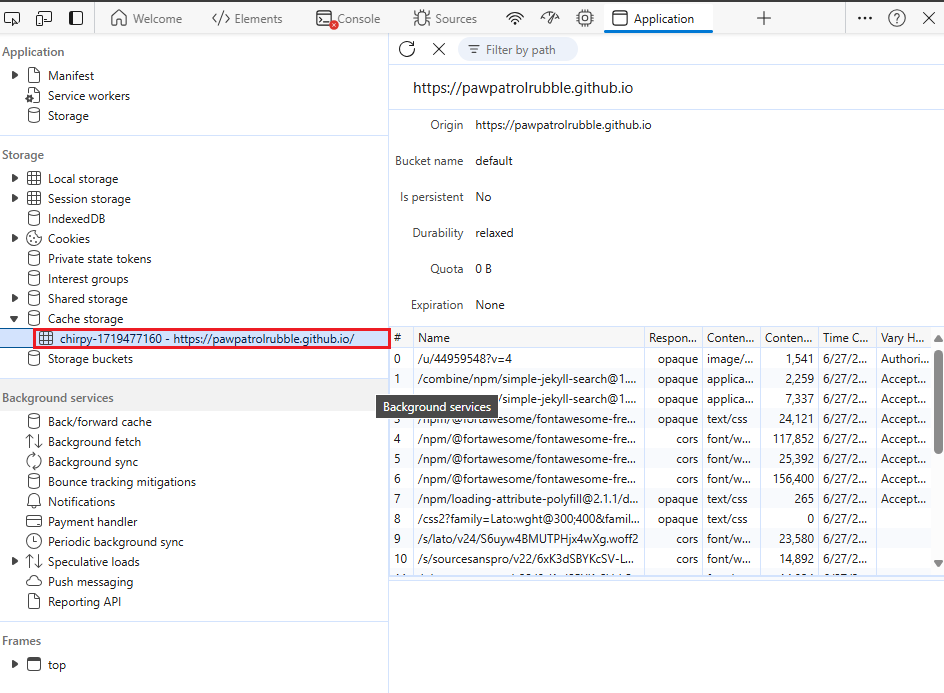 Welcome Elements Console Sources Application
Application
Manifest
Service workers
Storage
Storage
Local storage
Session storage
IndexedDB
Cookies
Private state tokens
Interest groups
Shared storage
Cache storage
chirpy-1719477160 - https://pawpatrolrubble.github.io/
Storage buckets
Background services
Back/forward cache
Background fetch
Background sync
Bounce tracking mitigations
Notifications
Payment handler
Periodic background sync
Speculative loads
Push messaging
Reporting API
Frames
top
Filter by path
https://pawpatrolrubble.github.io
Origin https://pawpatrolrubble.github.io
Bucket name default
Is persistent No
Durability relaxed
Quota 0 B
Expiration None
# Name Respon... Conten... Conten... Time C... Vary H...
0 /u/44959548?v=4 opaque image/... 1,541 6/27/2... Authori...
1 /combine/npm/simple-jekyll-search@1.... opaque applica... 2,259 6/27/2... Accept...
/simple-jekyll-search@1.... opaque applica... 7,337 6/27/2... Accept...
Background services
3 /npm/@fortawesome/fontawesome-fre... opaque text/css 24,121 6/27/2... Accept...
4 /npm/@fortawesome/fontawesome-fre... cors font/w... 117,852 6/27/2... Accept...
5 /npm/@fortawesome/fontawesome-fre... cors font/w... 25,392 6/27/2... Accept...
6 /npm/@fortawesome/fontawesome-fre... cors font/w... 156,400 6/27/2... Accept...
7 /npm/loading-attribute-polyfill@2.1.1/d... opaque text/css 265 6/27/2... Accept...
8 /css2?family=Lato:wght@300;400&famil... opaque text/css 0 6/27/2...
9 /s/lato/v24/S6uyw4BMUTPHjx4wXg.woff2 cors font/w... 23,580 6/27/2...
10 /s/sourcesanspro/v22/6xK3dSBYKcSV-L... cors font/w... 14,892 6/27/2...